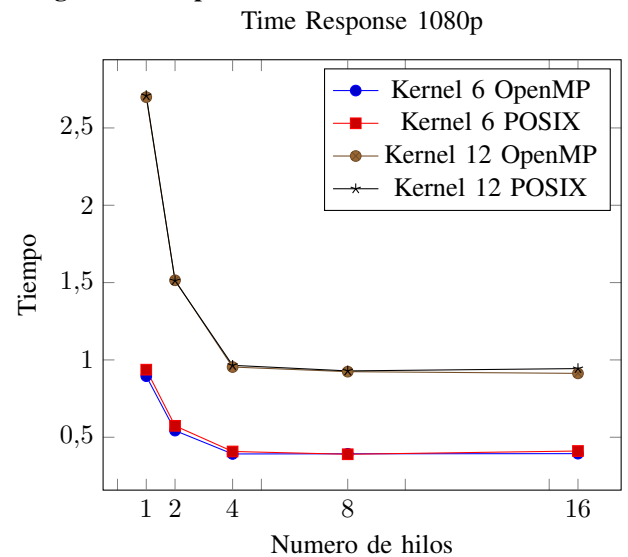 Time Response 1080p
Kernel 6 OpenMP
Kernel 6 POSIX
Kernel 12 OpenMP
Kernel 12 POSIX
2,5
2
1,5
1
0,5
Tiempo
1 2 4 8 16
Numero de hilos